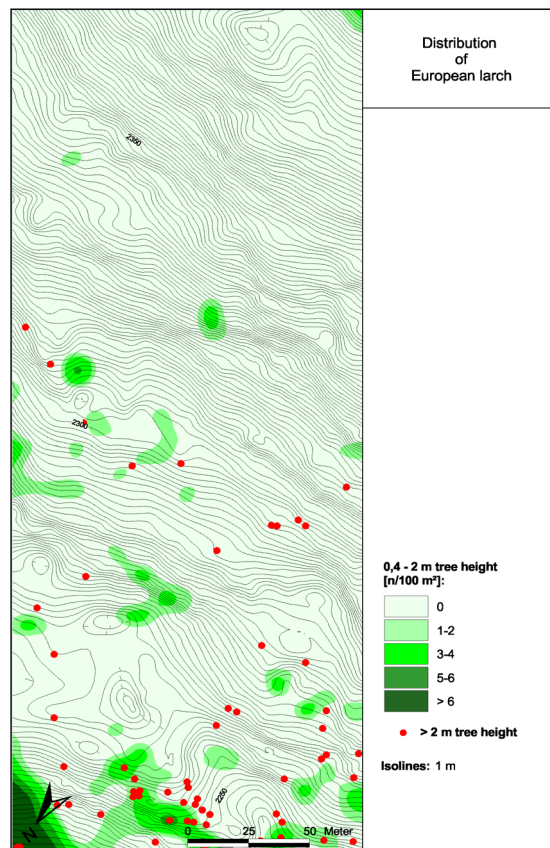 Distribution
of
European larch
2350
2300
0,4 - 2 m tree height
[n/100 m²]:
0
1-2
3-4
5-6
> 6
> 2 m tree height
Isolines: 1 m
2250
N
0 25 50 Meter